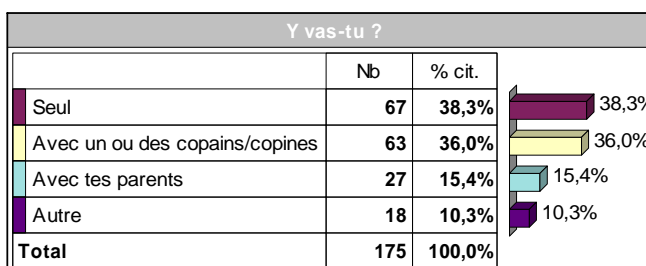 Y vas-tu ?
Nb % cit.
Seul 67 38,3% 38,3%
Avec un ou des copains/copines 63 36,0% 36,0%
Avec tes parents 27 15,4% 15,4%
Autre 18 10,3% 10,3%
Total 175 100,0%